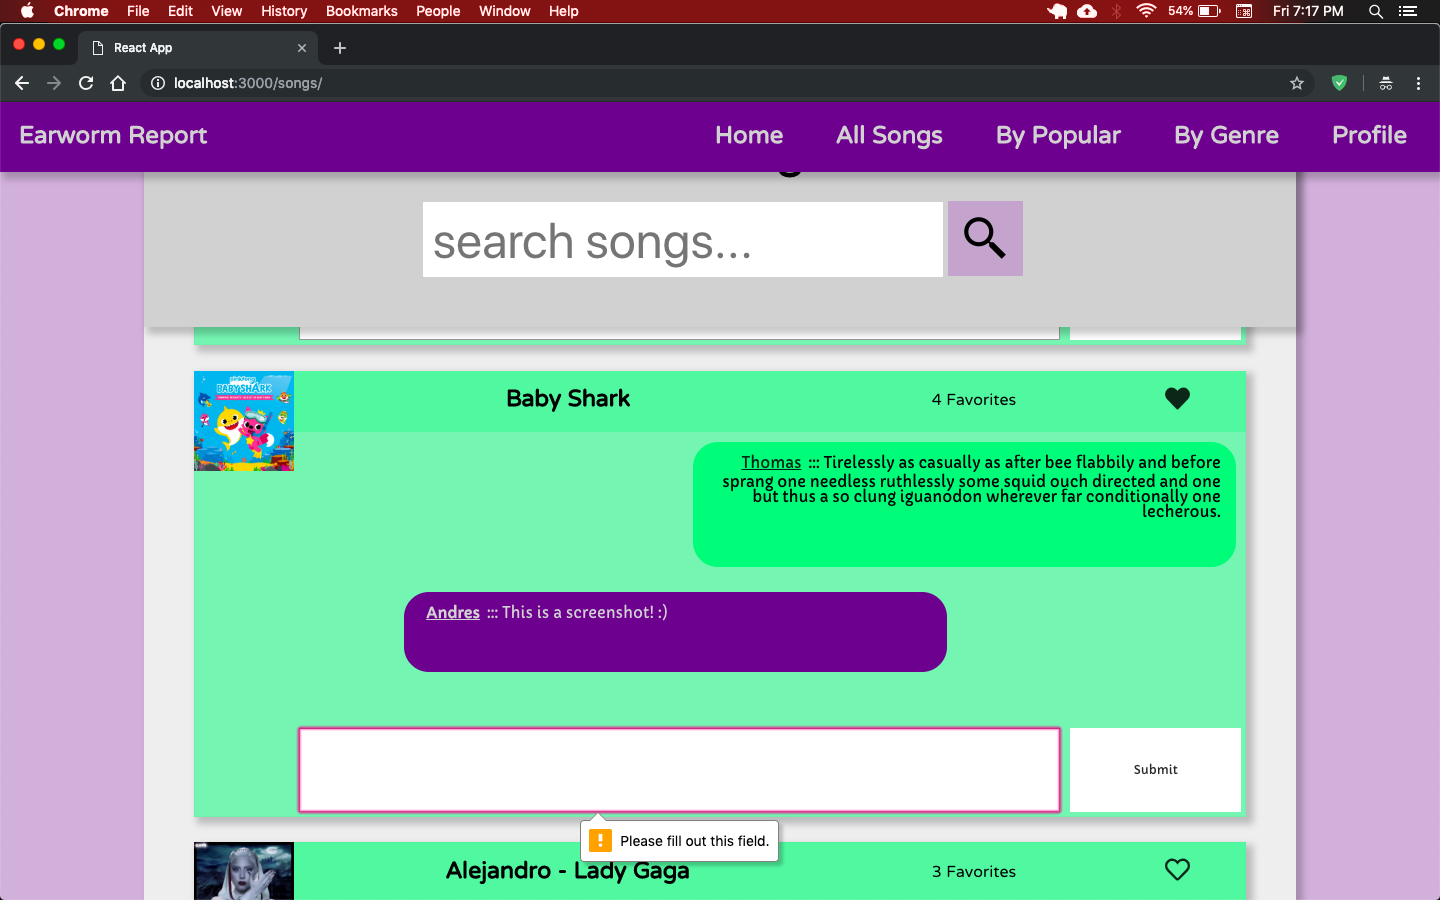 Chrome File Edit View History Bookmarks People Window Help 54% Fri 7:17 PM
React App
localhost:3000/songs/
Earworm Report Home All Songs By Popular By Genre Profile
search songs...
pinkfong
BABY SHARK
Baby Shark 4 Favorites
Thomas ::: Tirelessly as casually as after bee flabbily and before
sprang one needless ruthlessly some squid ouch directed and one
but thus a so clung iguanodon wherever far conditionally one
lecherous.
Andres ::: This is a screenshot! :)
Submit
Please fill out this field.
Alejandro - Lady Gaga 3 Favorites